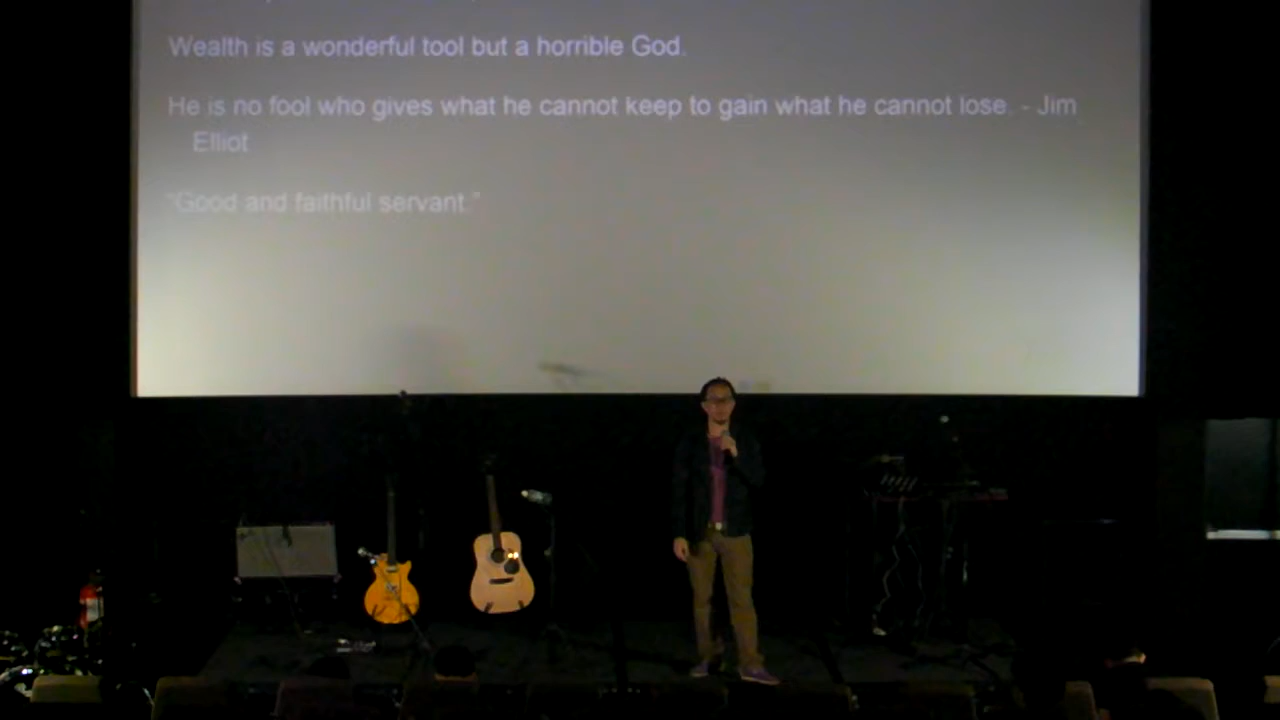 Wealth is a wonderful tool but a horrible God.
He is no fool who gives what he cannot keep to gain what he cannot lose. - Jim
Elliot
“Good and faithful servant.”